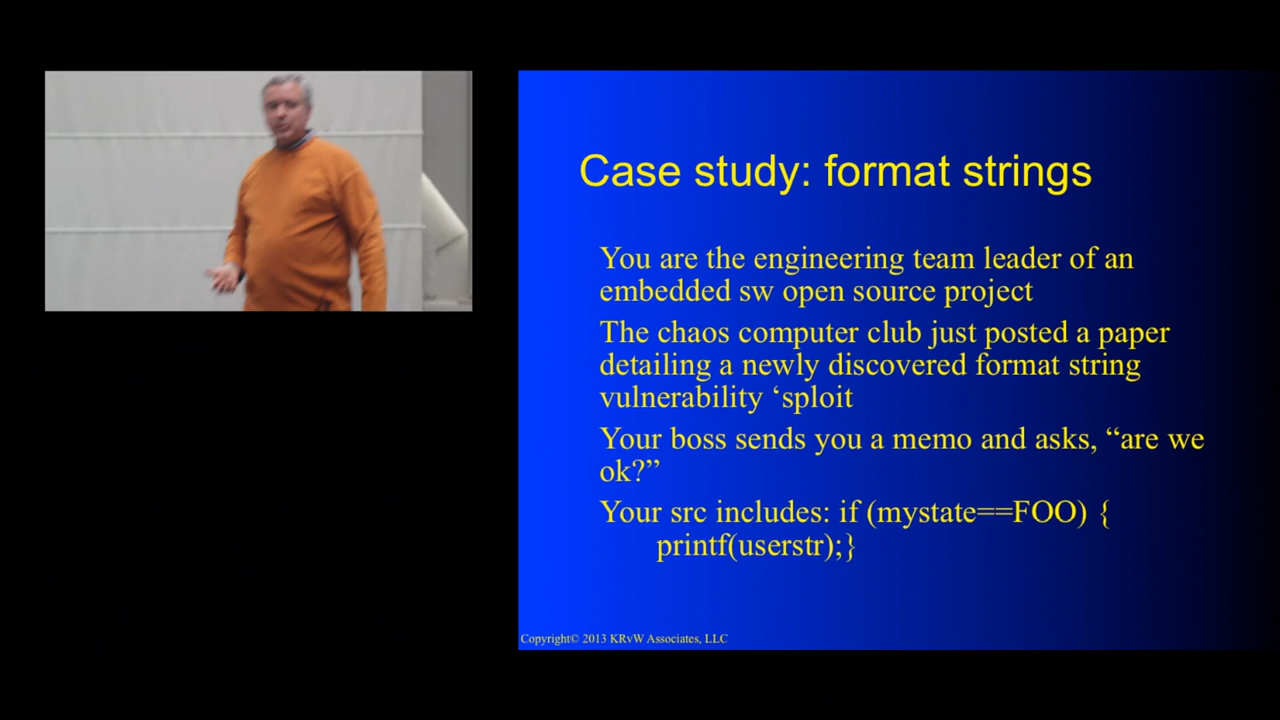 Case study: format strings
You are the engineering team leader of an
embedded sw open source project
The chaos computer club just posted a paper
detailing a newly discovered format string
vulnerability ‘sploit
Your boss sends you a memo and asks, “are we
ok?”
Your src includes: if (mystate==FOO) {
printf(userstr);}
Copyright© 2013 KRvW Associates, LLC